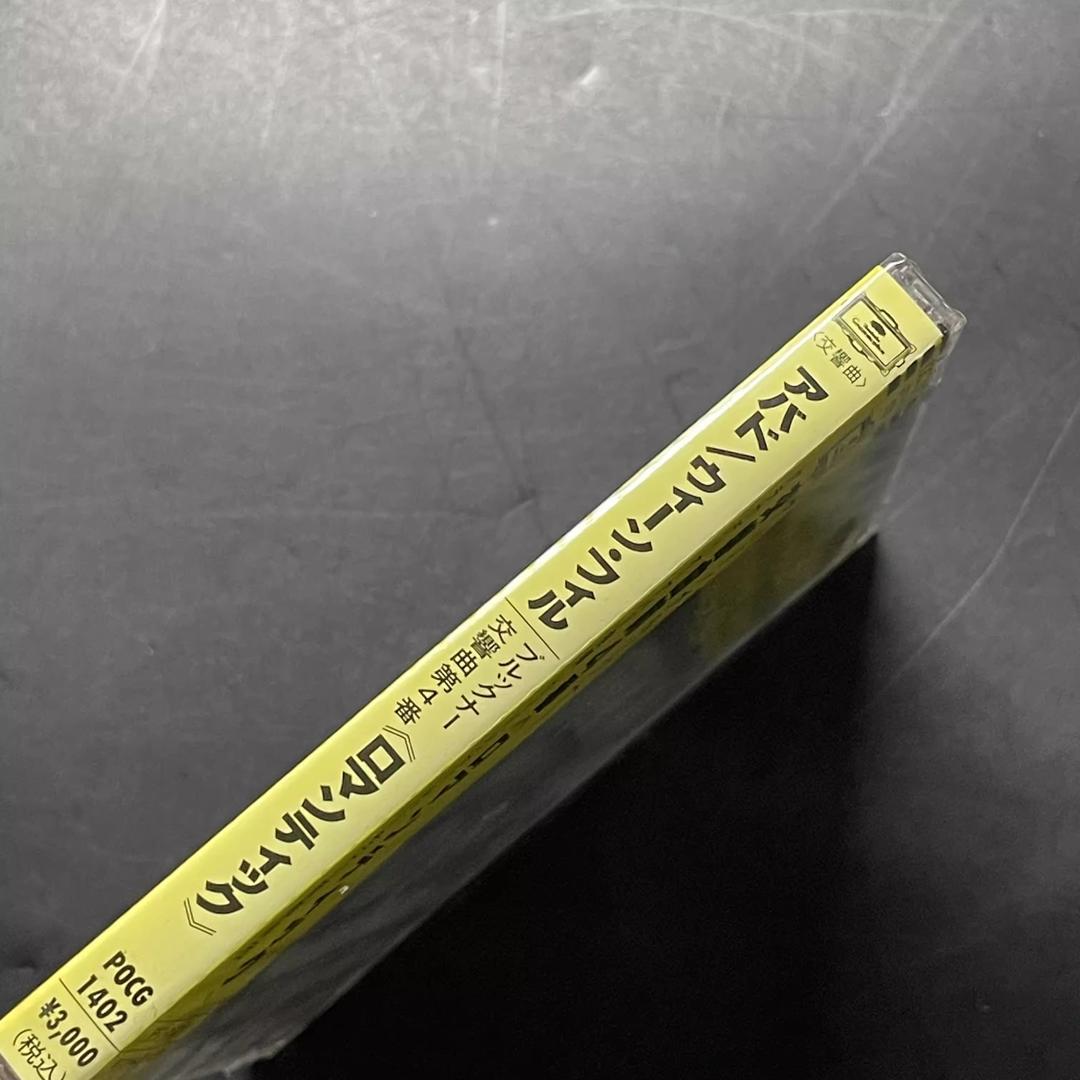 〈交響曲〉
アバド/ウィーン・フィル
ブルックナー
交響曲第4番
《ロマンティック》
POCG
1402
¥3,000
(税込)